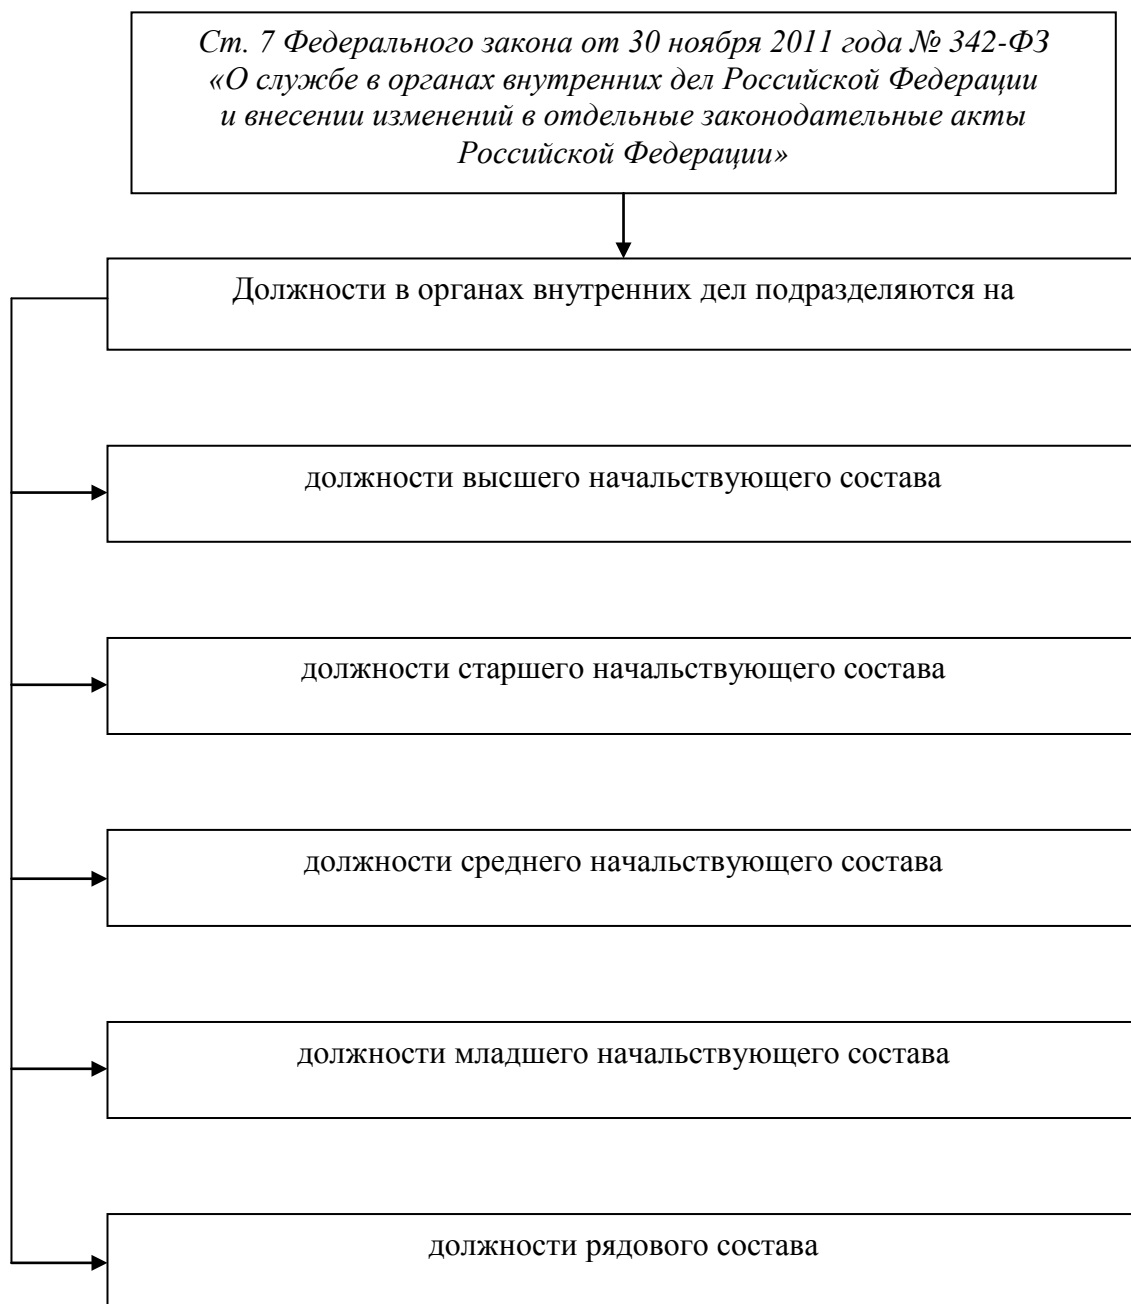 Ст. 7 Федерального закона от 30 ноября 2011 года № 342-ФЗ
«О службе в органах внутренних дел Российской Федерации
и внесении изменений в отдельные законодательные акты
Российской Федерации»
Должности в органах внутренних дел подразделяются на
должности высшего начальствующего состава
должности старшего начальствующего состава
должности среднего начальствующего состава
должности младшего начальствующего состава
должности рядового состава